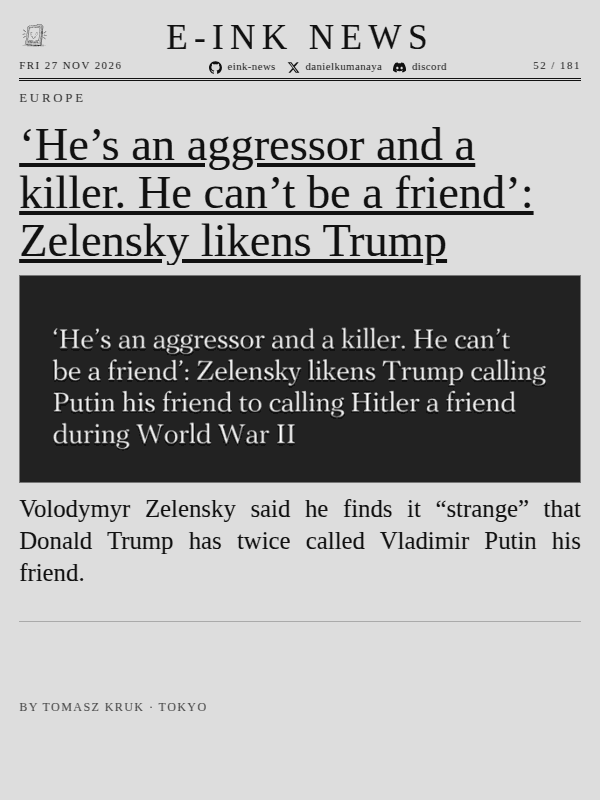 E-INK NEWS
FRI 27 NOV 2026
eink-news
danielkumanaya
discord
52 / 181
EUROPE
‘He’s an aggressor and a
killer. He can’t be a friend’:
Zelensky likens Trump
‘He’s an aggressor and a killer. He can’t
be a friend’: Zelensky likens Trump calling
Putin his friend to calling Hitler a friend
during World War II
Volodymyr Zelensky said he finds it “strange” that
Donald Trump has twice called Vladimir Putin his
friend.
BY TOMASZ KRUK · TOKYO